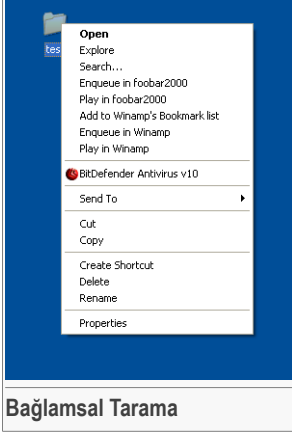 tes
Open
Explore
Search...
Enqueue in foobar2000
Play in foobar2000
Add to Winamp's Bookmark list
Enqueue in Winamp
Play in Winamp
BitDefender Antivirus v10
Send To
Cut
Copy
Create Shortcut
Delete
Rename
Properties
Bağlamsal Tarama